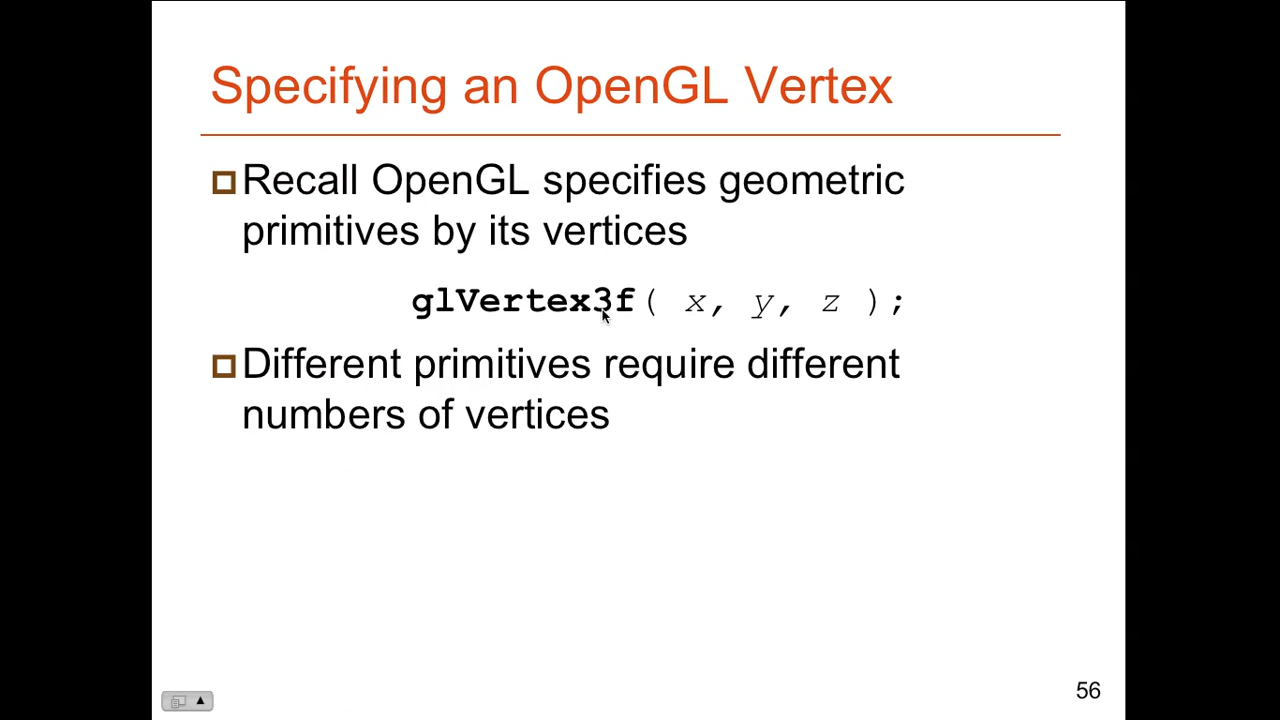 Specifying an OpenGL Vertex
Recall OpenGL specifies geometric
primitives by its vertices
glVertex3f( x, y, z );
Different primitives require different
numbers of vertices
56